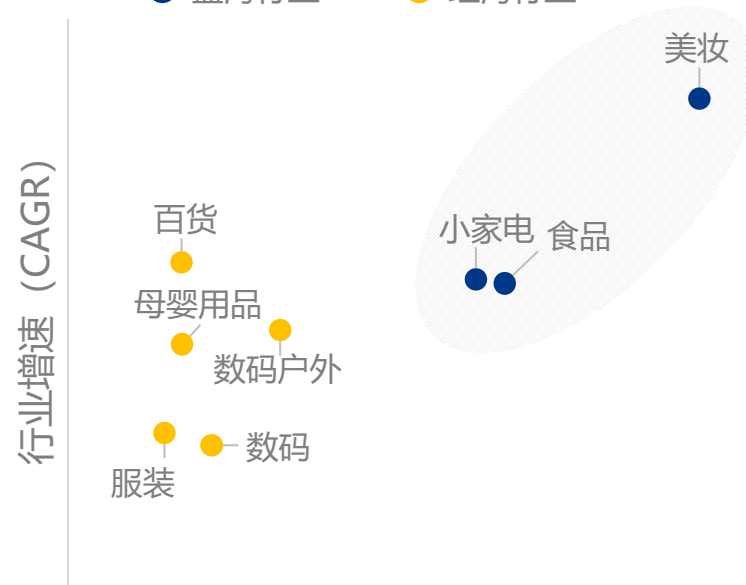 美妆
百货
小家电
食品
母婴用品
数码户外
数码
服装
行业增速（CAGR）